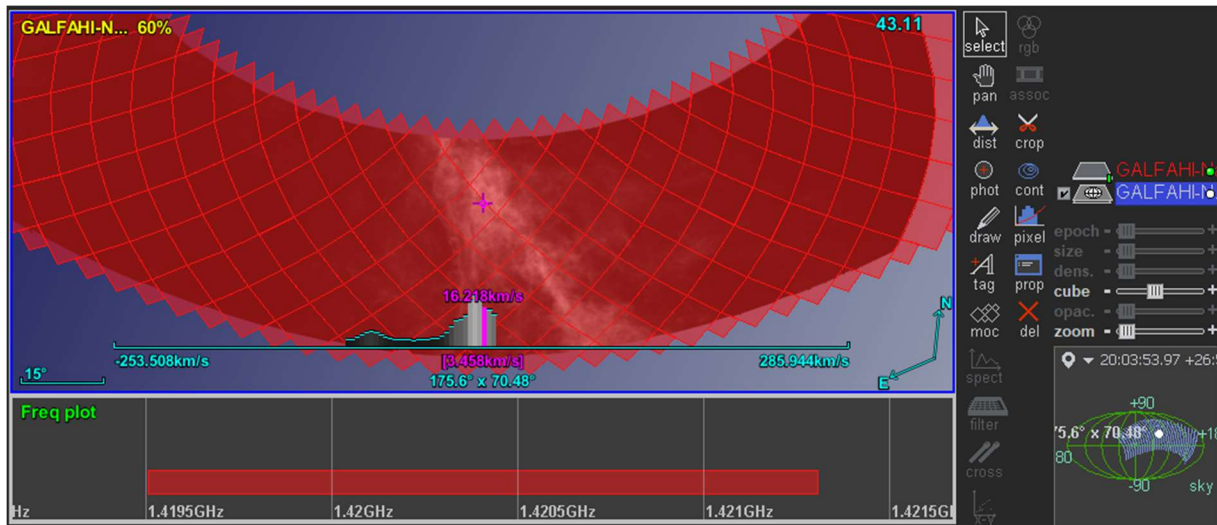 GALFAHI-N... 60%
43.11
16.218km/s
-253.508km/s
[3.458km/s]
285.944km/s
15°
175.6° x 70.48°
N
E
Freq plot
Hz
1.4195GHz
1.42GHz
1.4205GHz
1.421GHz
1.4215G
select
rgb
pan
assoc
dist
crop
phot
cont
draw
pixel
tag
prop
moc
del
spect
filter
cross
x-y
GALFAHI-N
GALFAHI-N
epoch - +
size - +
dens. - +
cube - +
opac. - +
zoom - +
20:03:53.97 +26:5
+90
75.6° x 70.48°
+18
80
-90
sky